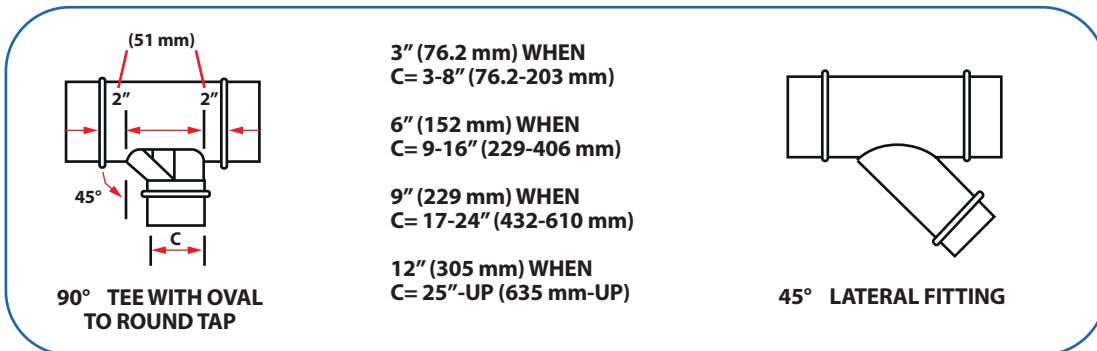 (51 mm)
2” 2”
45°
C
90° TEE WITH OVAL
TO ROUND TAP
3” (76.2 mm) WHEN
C= 3-8” (76.2-203 mm)
6” (152 mm) WHEN
C= 9-16” (229-406 mm)
9” (229 mm) WHEN
C= 17-24” (432-610 mm)
12” (305 mm) WHEN
C= 25”-UP (635 mm-UP)
45° LATERAL FITTING